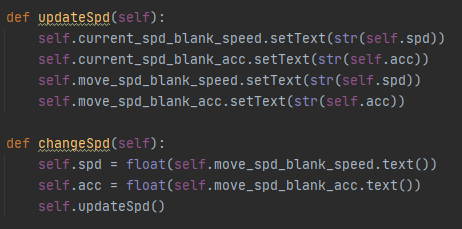 def updateSpd(self):
    self.current_spd_blank_speed.setText(str(self.spd))
    self.current_spd_blank_acc.setText(str(self.acc))
    self.move_spd_blank_speed.setText(str(self.spd))
    self.move_spd_blank_acc.setText(str(self.acc))

def changeSpd(self):
    self.spd = float(self.move_spd_blank_speed.text())
    self.acc = float(self.move_spd_blank_acc.text())
    self.updateSpd()